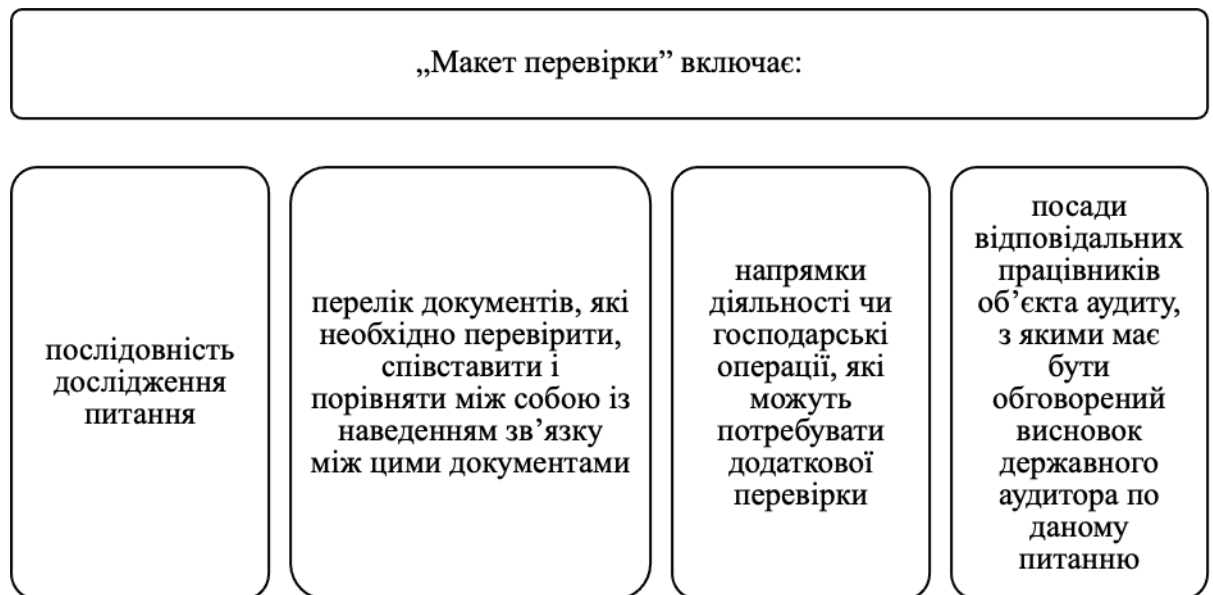 „Макет перевірки” включає:
послідовність
дослідження
питання
перелік документів, які
необхідно перевірити,
співставити і
порівняти між собою із
наведенням зв’язку
між цими документами
напрямки
діяльності чи
господарські
операції, які
можуть
потребувати
додаткової
перевірки
посади
відповідальних
працівників
об’єкта аудиту,
з якими має
бути
обговорений
висновок
державного
аудитора по
даному
питанню